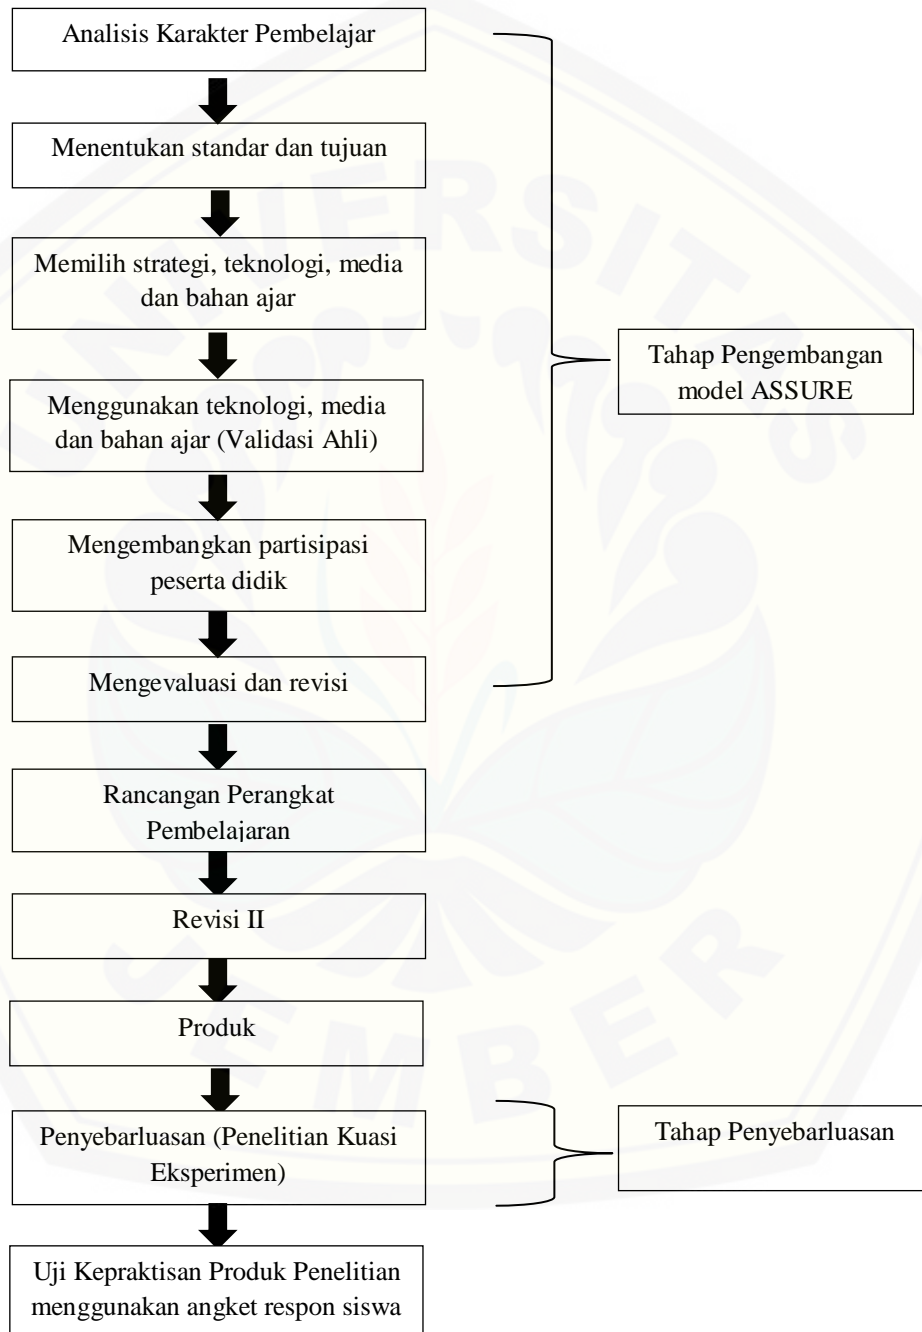 Analisis Karakter Pembelajar
Menentukan standar dan tujuan
Memilih strategi, teknologi, media
dan bahan ajar
Menggunakan teknologi, media
dan bahan ajar (Validasi Ahli)
Mengembangkan partisipasi
peserta didik
Mengevaluasi dan revisi
Rancangan Perangkat
Pembelajaran
Revisi II
Produk
Penyebarluasan (Penelitian Kuasi
Eksperimen)
Uji Kepraktisan Produk Penelitian
menggunakan angket respon siswa
Tahap Pengembangan
model ASSURE
Tahap Penyebarluasan
UNIVERSITAS
JEMBER